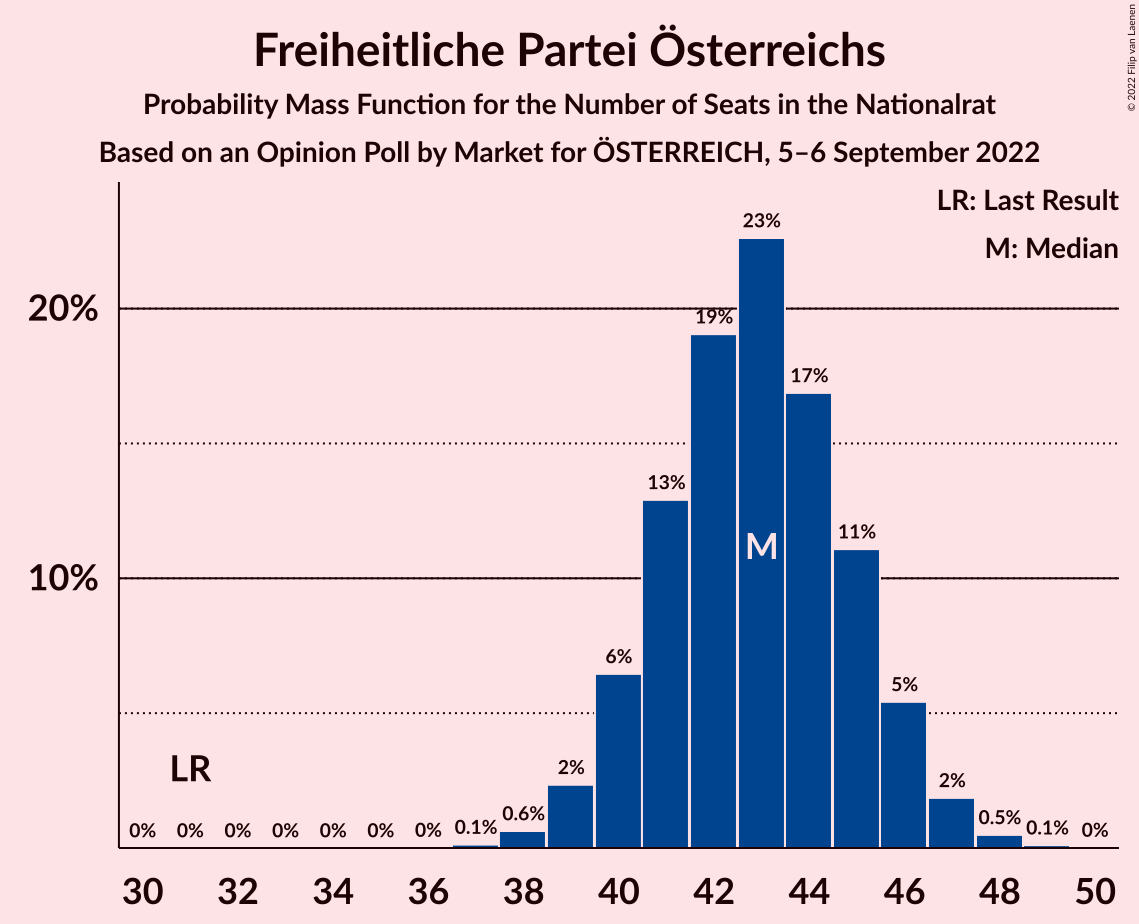 Freiheitliche Partei Österreichs
Probability Mass Function for the Number of Seats in the Nationalrat
Based on an Opinion Poll by Market for ÖSTERREICH, 5–6 September 2022
© 2022 Filip van Laenen
LR: Last Result
M: Median
20%
10%
23%
19%
17%
13%
11%
M
6%
5%
LR
2%
2%
0% 0% 0% 0% 0% 0% 0% 0.1% 0.6% 0.5% 0.1% 0%
30 32 34 36 38 40 42 44 46 48 50